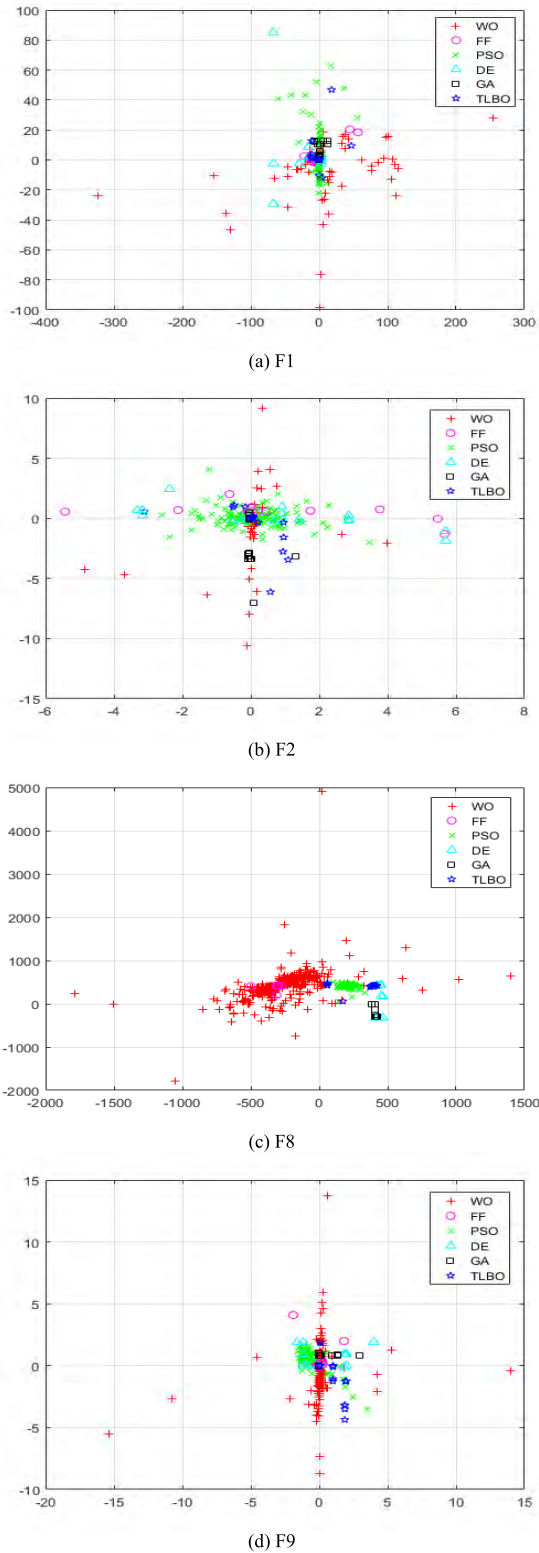 100
80
60
40
20
0
-20
-40
-60
-80
-100
-400
-300
-200
-100
0
100
200
300
WO
FF
PSO
DE
GA
TLBO
(a) F1
10
5
0
-5
-10
-15
-6
-4
-2
0
2
4
6
8
WO
FF
PSO
DE
GA
TLBO
(b) F2
5000
4000
3000
2000
1000
0
-1000
-2000
-2000
-1500
-1000
-500
0
500
1000
1500
WO
FF
PSO
DE
GA
TLBO
(c) F8
15
10
5
0
-5
-10
-20
-15
-10
-5
0
5
10
15
WO
FF
PSO
DE
GA
TLBO
(d) F9